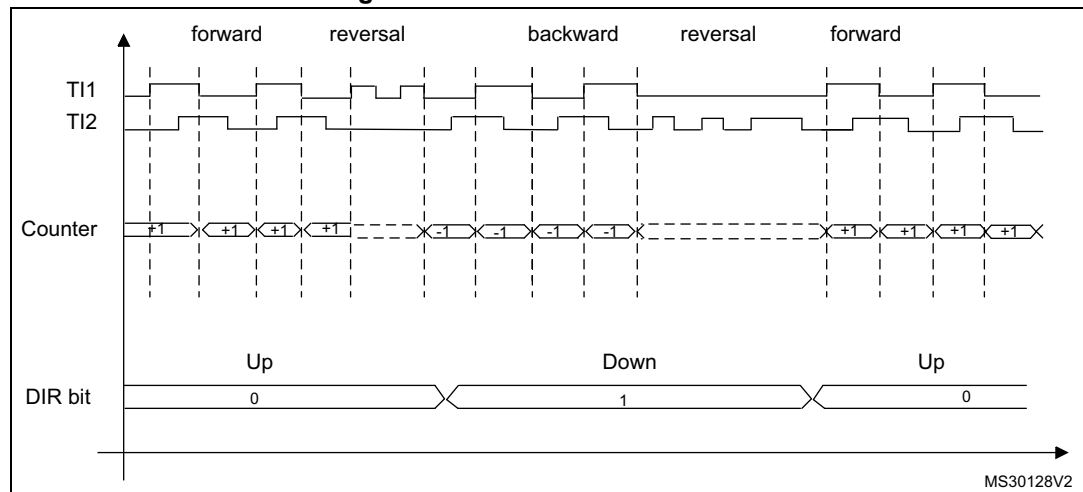 forward reversal backward reversal forward
TI1
TI2
Counter +1 +1 +1 +1 -1 -1 -1 -1 +1 +1 +1 +1
Up Down Up
DIR bit 0 1 0
MS30128V2